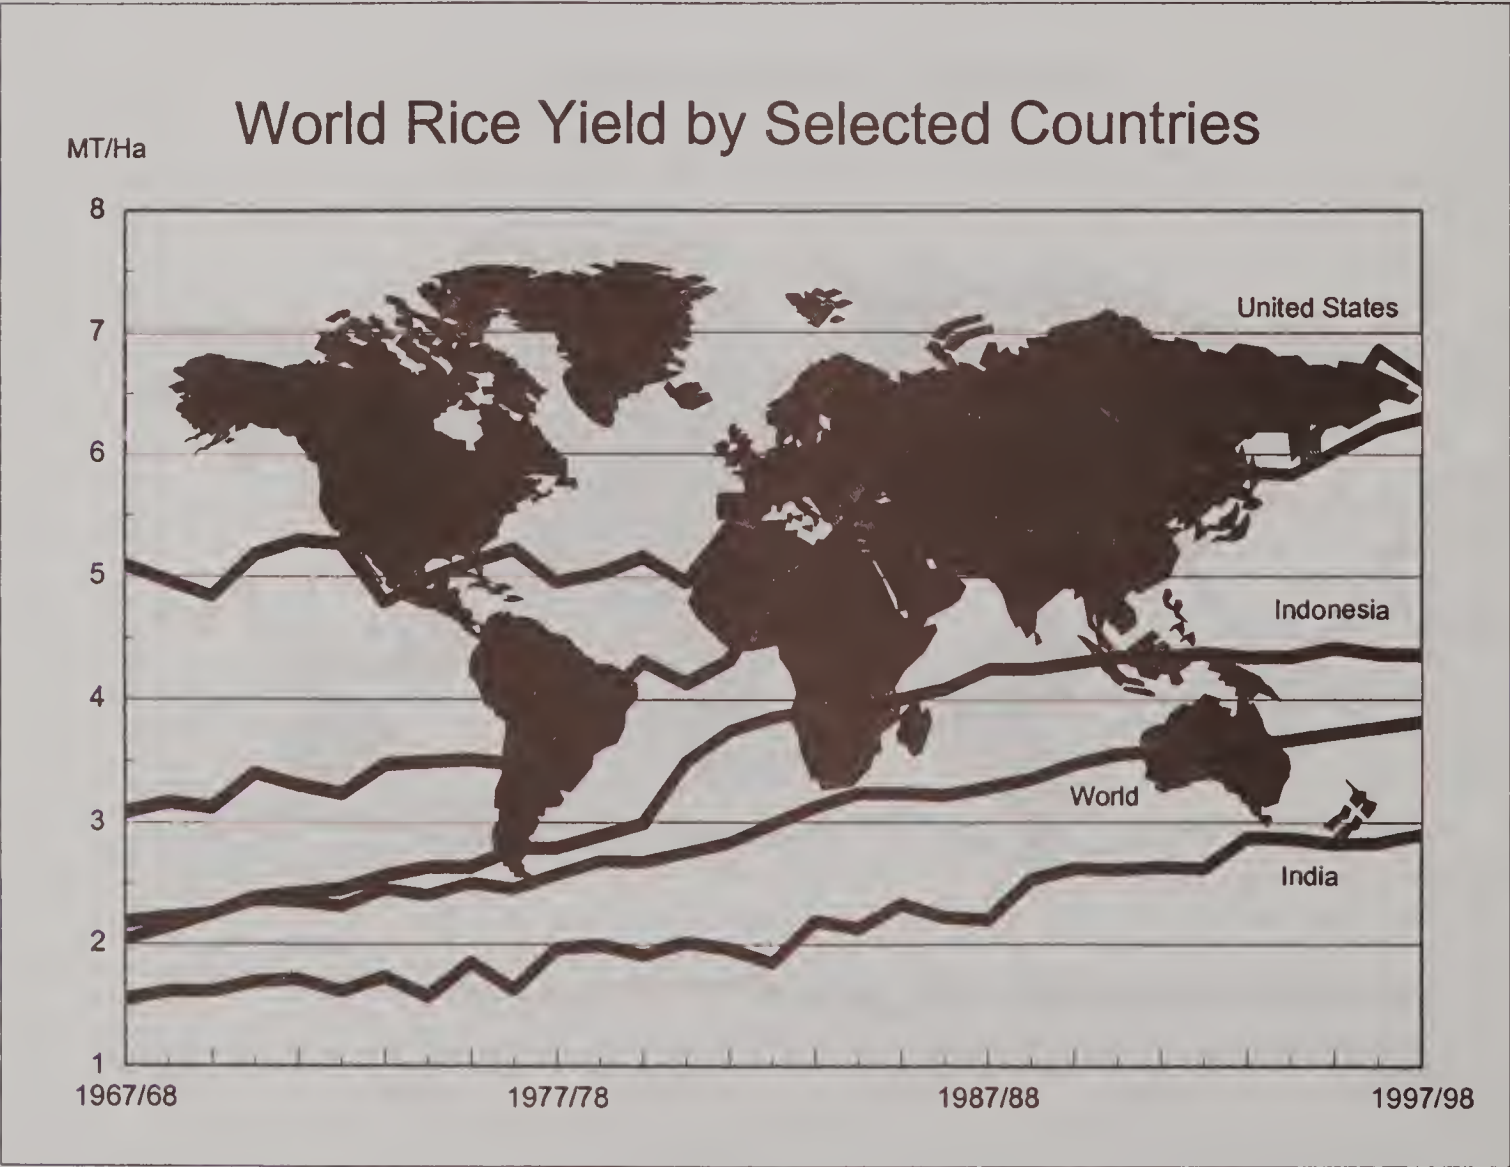 World Rice Yield by Selected Countries
MT/Ha
8
7
6
5
4
3
2
1
United States
Indonesia
World
India
1967/68
1977/78
1987/88
1997/98